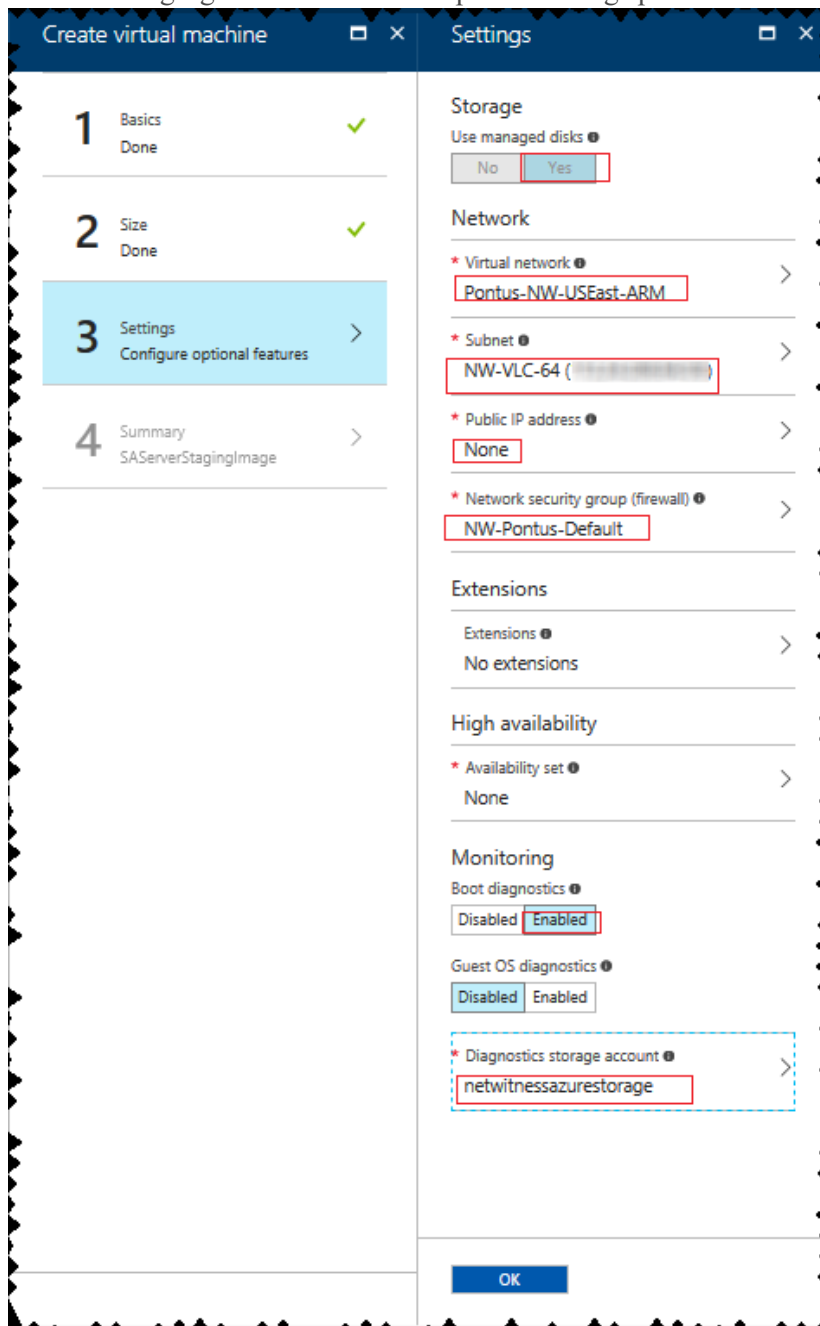 Create virtual machine
1
Basics
Done
2
Size
Done
3
Settings
Configure optional features
4
Summary
SAServerStagingImage
Settings
Storage
Use managed disks
No Yes
Network
* Virtual network
Pontus-NW-USEast-ARM
* Subnet
NW-VLC-64 ( )
* Public IP address
None
* Network security group (firewall)
NW-Pontus-Default
Extensions
Extensions
No extensions
High availability
* Availability set
None
Monitoring
Boot diagnostics
Disabled Enabled
Guest OS diagnostics
Disabled Enabled
* Diagnostics storage account
netwitnessazurestorage
OK